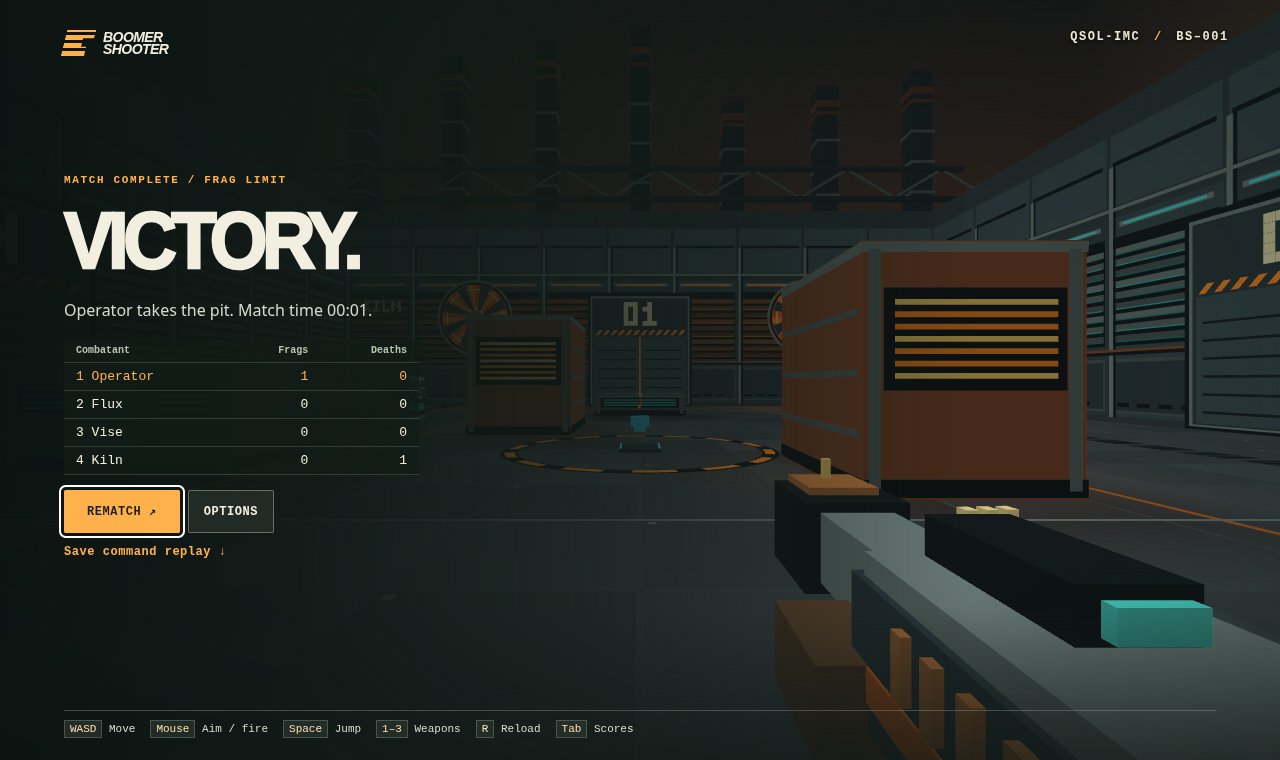 BOOMER
SHOOTER
QSOL-IMC / BS-001
MATCH COMPLETE / FRAG LIMIT
VICTORY.
Operator takes the pit. Match time 00:01.
KILN
01
Combatant Frags Deaths
1 Operator 1 0
2 Flux 0 0
3 Vise 0 0
4 Kiln 0 1
REMATCH ↗
OPTIONS
Save command replay ↓
WASD Move Mouse Aim / fire Space Jump 1–3 Weapons R Reload Tab Scores